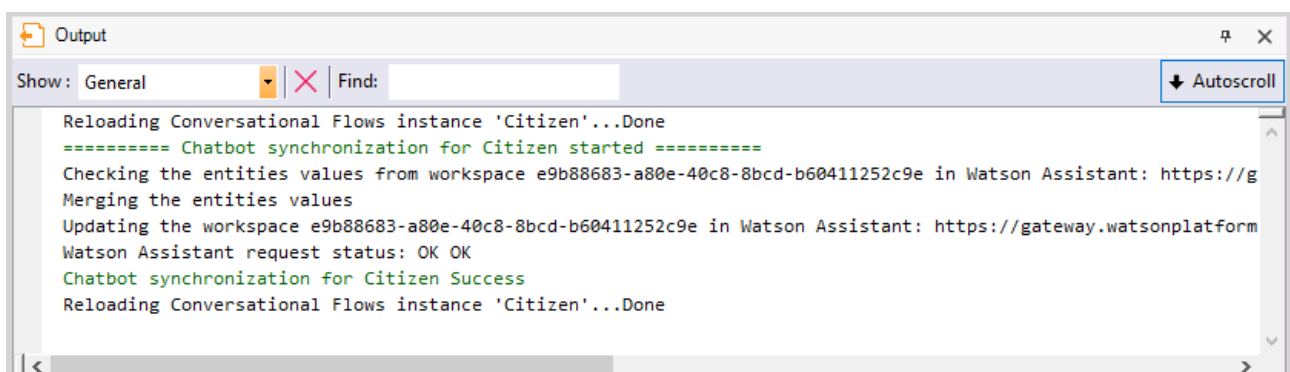 Output
Show: General Find: Autoscroll
Reloading Conversational Flows instance 'Citizen'...Done
========== Chatbot synchronization for Citizen started ==========
Checking the entities values from workspace e9b88683-a80e-40c8-8bcd-b60411252c9e in Watson Assistant: https://g
Merging the entities values
Updating the workspace e9b88683-a80e-40c8-8bcd-b60411252c9e in Watson Assistant: https://gateway.watsonplatform
Watson Assistant request status: OK OK
Chatbot synchronization for Citizen Success
Reloading Conversational Flows instance 'Citizen'...Done